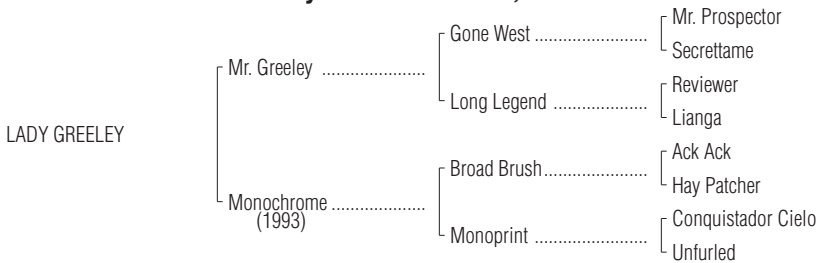 Mr. Prospector
Gone West ........................
Secrettame
Mr. Greeley ......................
Reviewer
Long Legend ....................
Lianga
LADY GREELEY
Ack Ack
Broad Brush................
Hay Patcher
Monochrome ....................
(1993)
Conquistador Cielo
Monoprint ........................
Unfurled